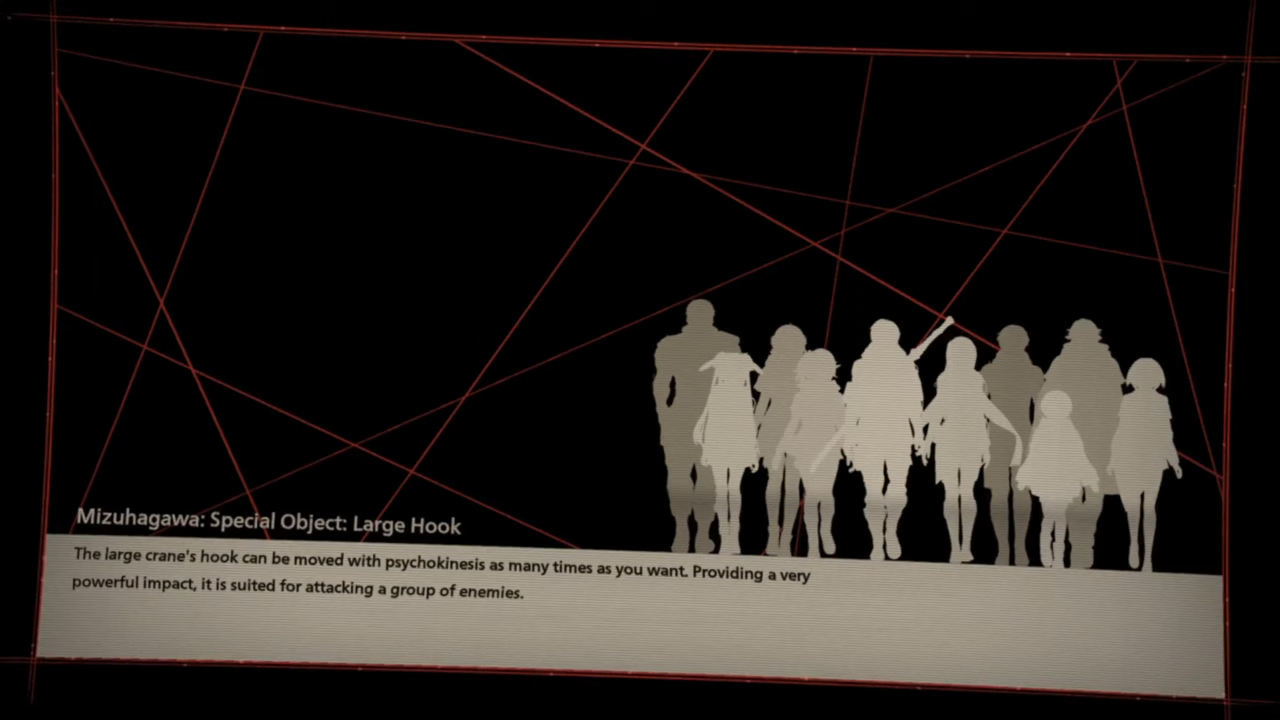 Mizuhagawa: Special Object: Large Hook
The large crane's hook can be moved with psychokinesis as many times as you want. Providing a very
powerful impact, it is suited for attacking a group of enemies.